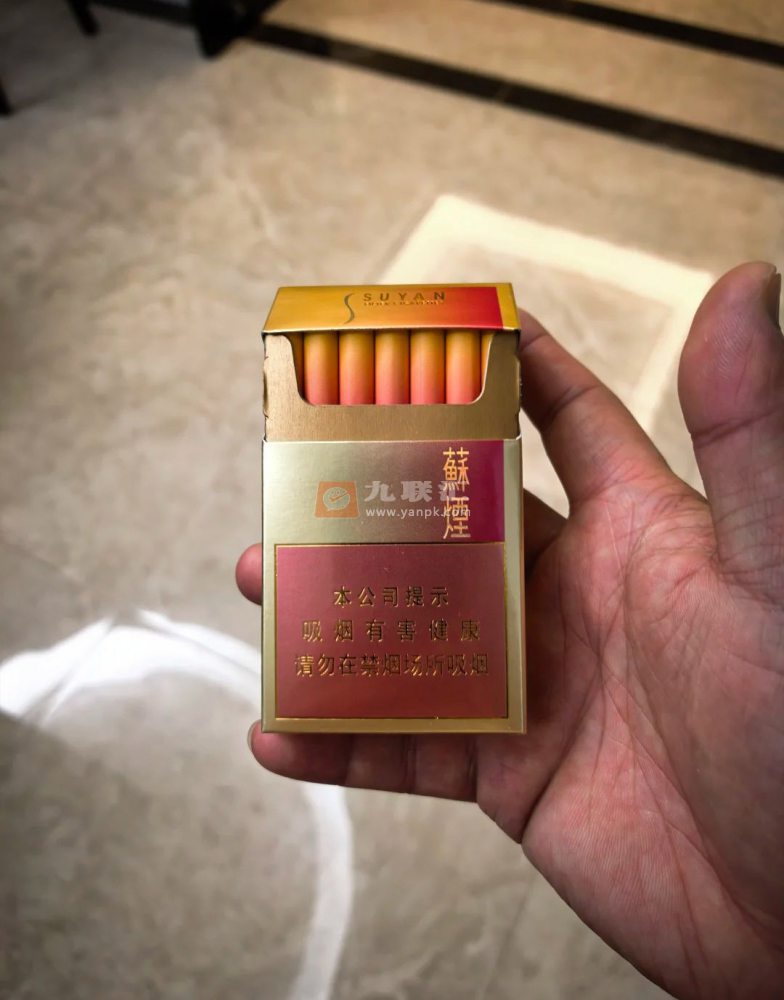 SUYAN
蘇煙
九联
www.yanpk.com
本公司提示
吸烟有害健康
请勿在禁烟场所吸烟